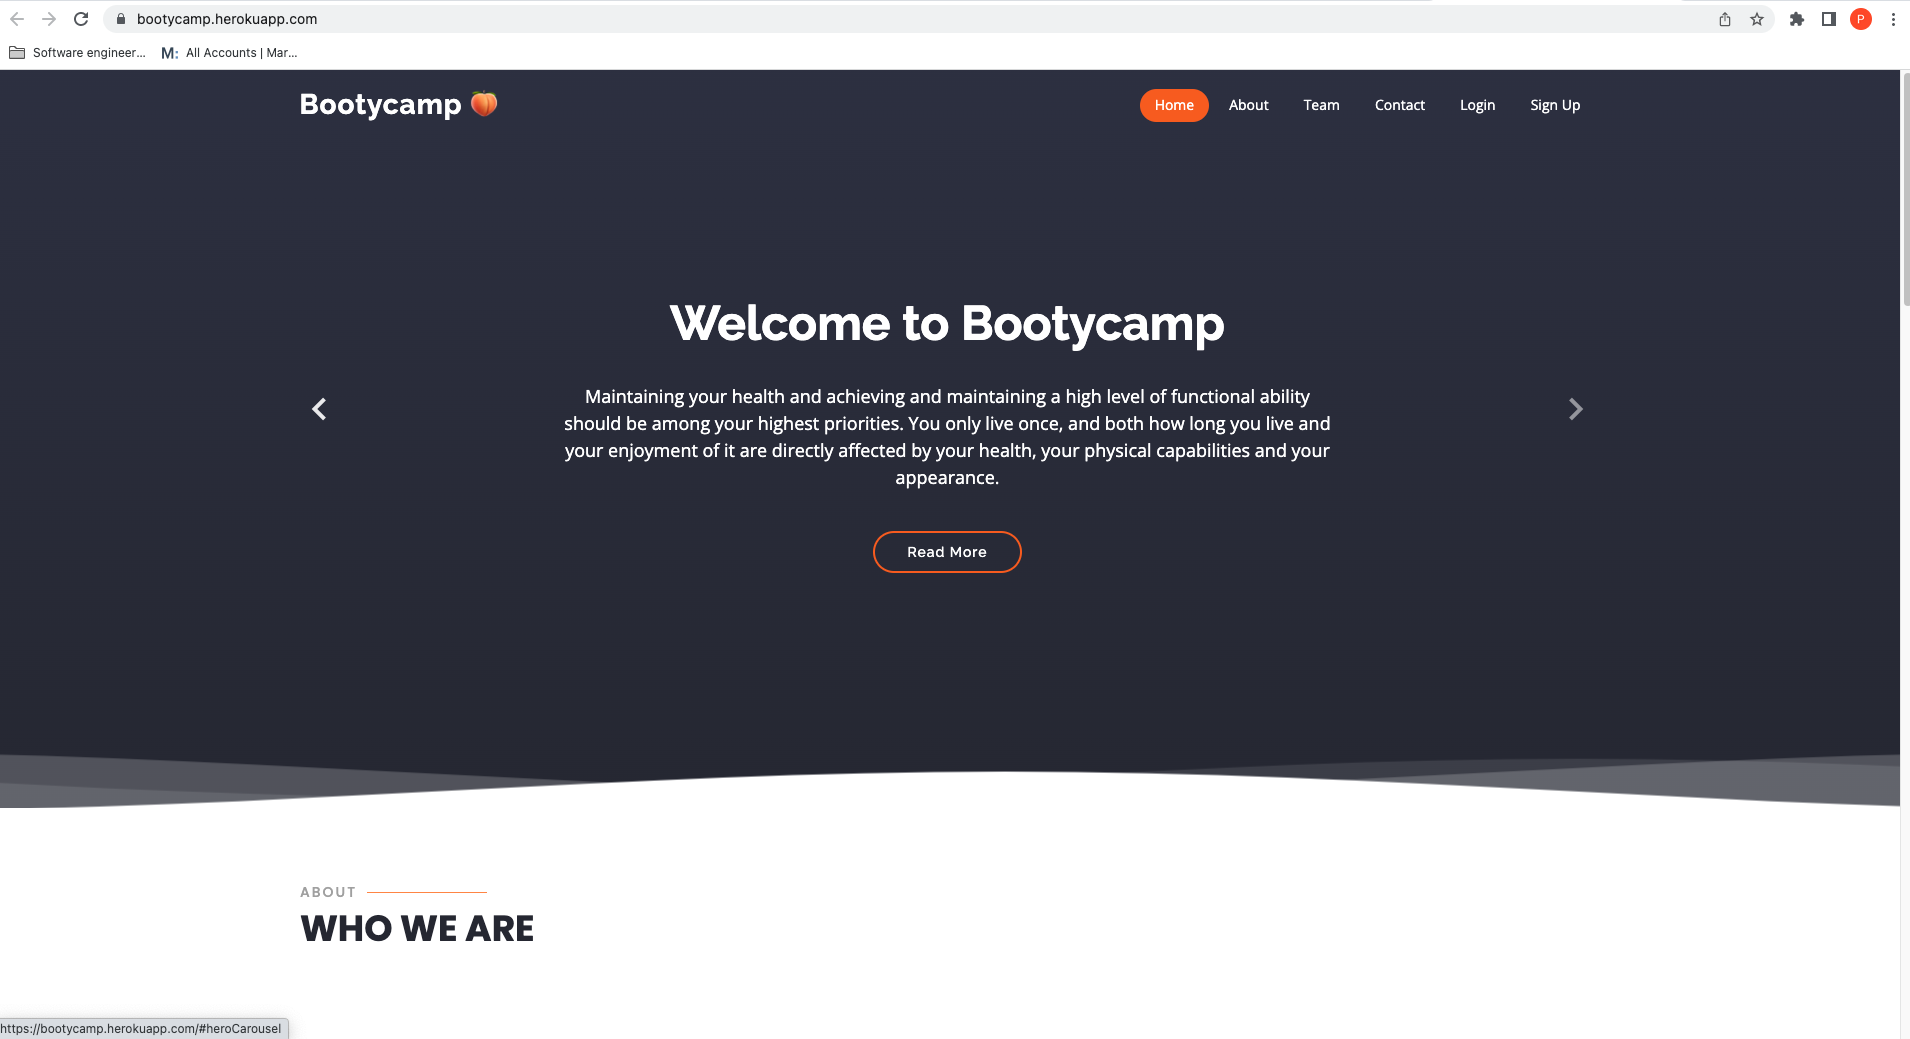 bootycamp.herokuapp.com
P
Software engineer...
M: All Accounts | Mar...
Bootycamp
Home About Team Contact Login Sign Up
Welcome to Bootycamp
Maintaining your health and achieving and maintaining a high level of functional ability
should be among your highest priorities. You only live once, and both how long you live and
your enjoyment of it are directly affected by your health, your physical capabilities and your
appearance.
Read More
ABOUT
WHO WE ARE
https://bootycamp.herokuapp.com/#heroCarousel